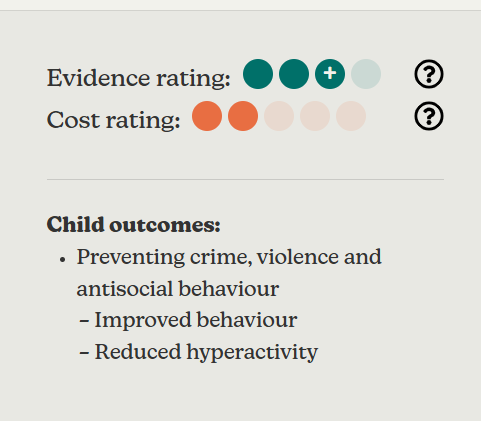 Evidence rating: +
Cost rating:
Child outcomes:
• Preventing crime, violence and
antisocial behaviour
– Improved behaviour
– Reduced hyperactivity